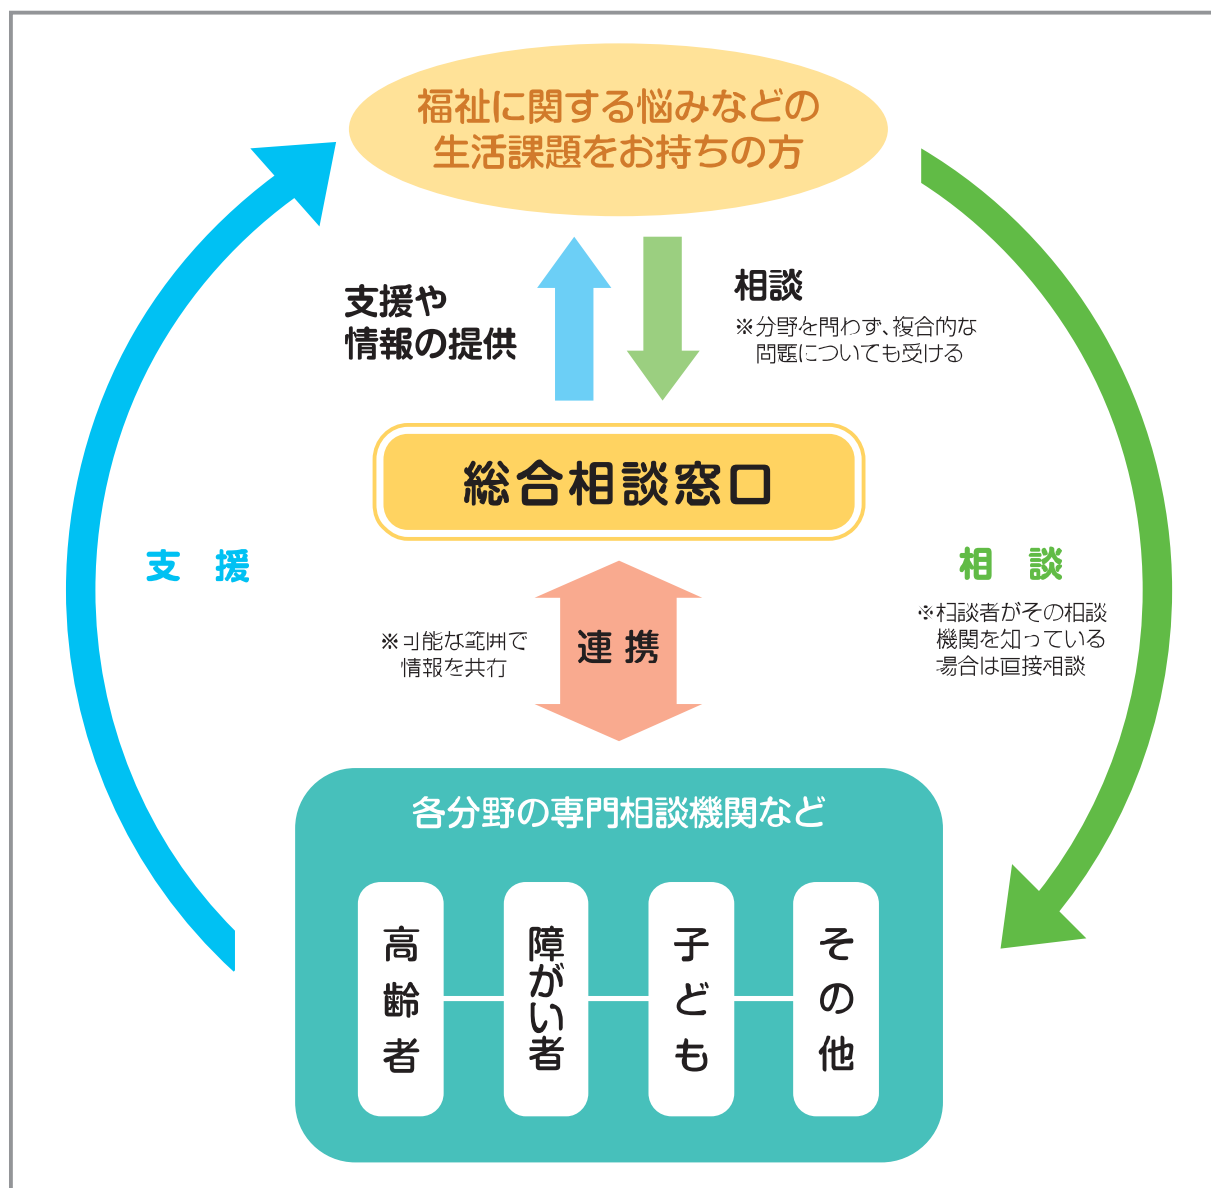 福祉に関する悩みなどの
生活課題をお持ちの方
支援や
情報の提供
相談
※分野を問わず、複合的な
問題についても受ける
総合相談窓口
支 援
相 談
※相談者がその相談
機関を知っている
場合は直接相談
※可能な範囲で
情報を共有
連携
各分野の専門相談機関など
高齢者
障がい者
子ども
その他